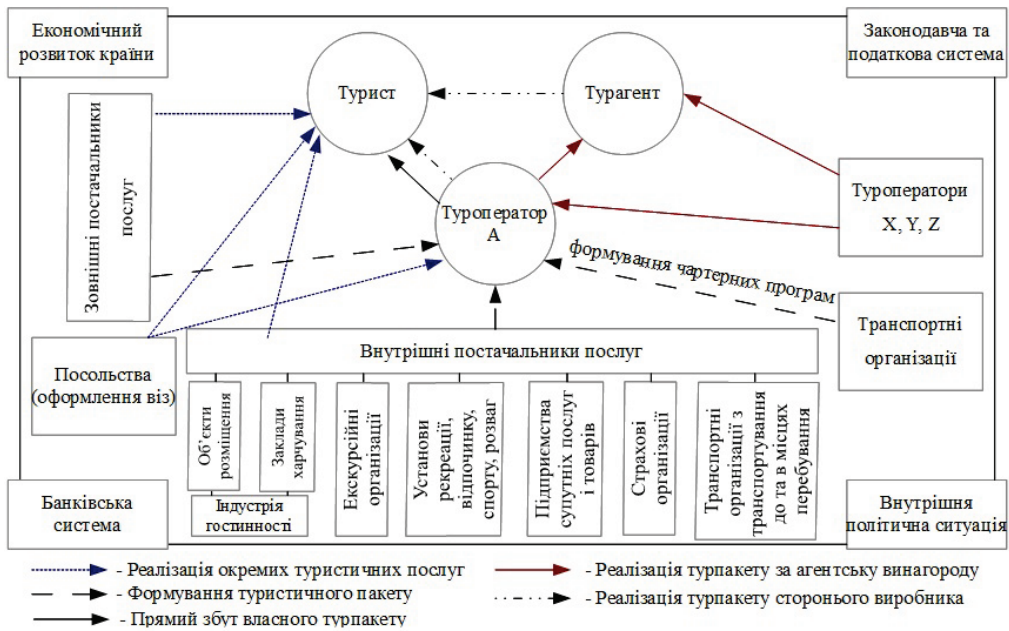 Економічний
розвиток країни
Законодавча та
податкова система
Турист
Турагент
Зовнішні постачальники
послуг
Туроператор
А
Туроператори
X, Y, Z
формування чартерних програм
Транспортні
організації
Посольства
(оформлення віз)
Внутрішні постачальники послуг
Об’єкти
розміщення
Заклади
харчування
Індустрія
гостинності
Екскурсійні
організації
Установи
рекреації,
відпочинку,
спорту, розваг
Підприємства
супутніх послуг
і товарів
Страхові
організації
Транспортні
організації з
транспортування
до та в місцях
перебування
Банківська
система
Внутрішня
політична ситуація
- Реалізація окремих туристичних послуг
- Формування туристичного пакету
- Прямий збут власного турпакету
- Реалізація турпакету за агентську винагороду
- Реалізація турпакету стороннього виробника